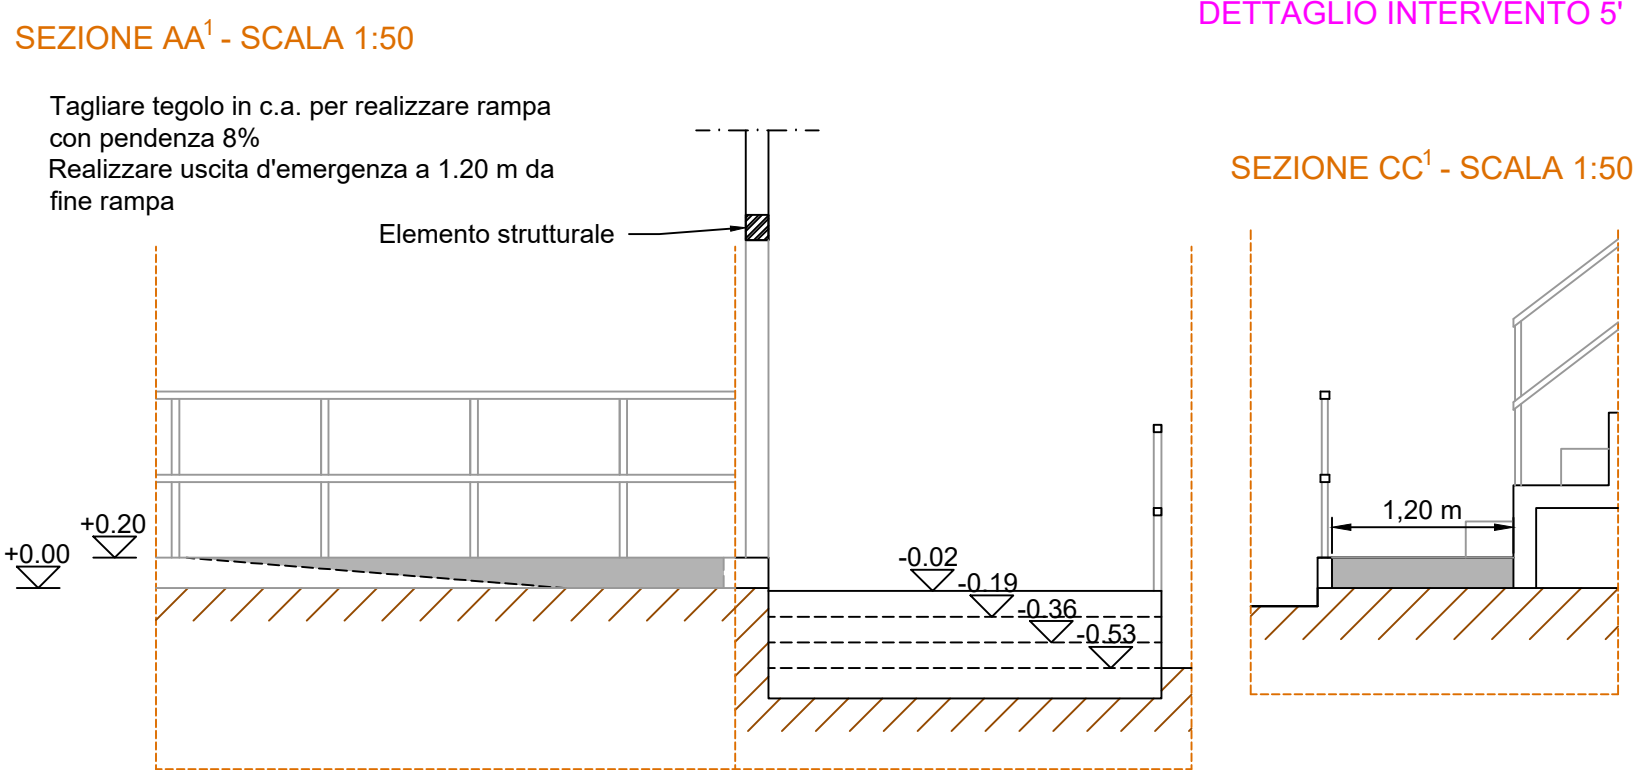 DETTAGLIO INTERVENTO 5'
SEZIONE AA¹ - SCALA 1:50
Tagliare tegolo in c.a. per realizzare rampa
con pendenza 8%
Realizzare uscita d'emergenza a 1.20 m da
fine rampa
Elemento strutturale
SEZIONE CC¹ - SCALA 1:50
+0.00
+0.20
-0.02
-0.19
-0.36
-0.53
1,20 m